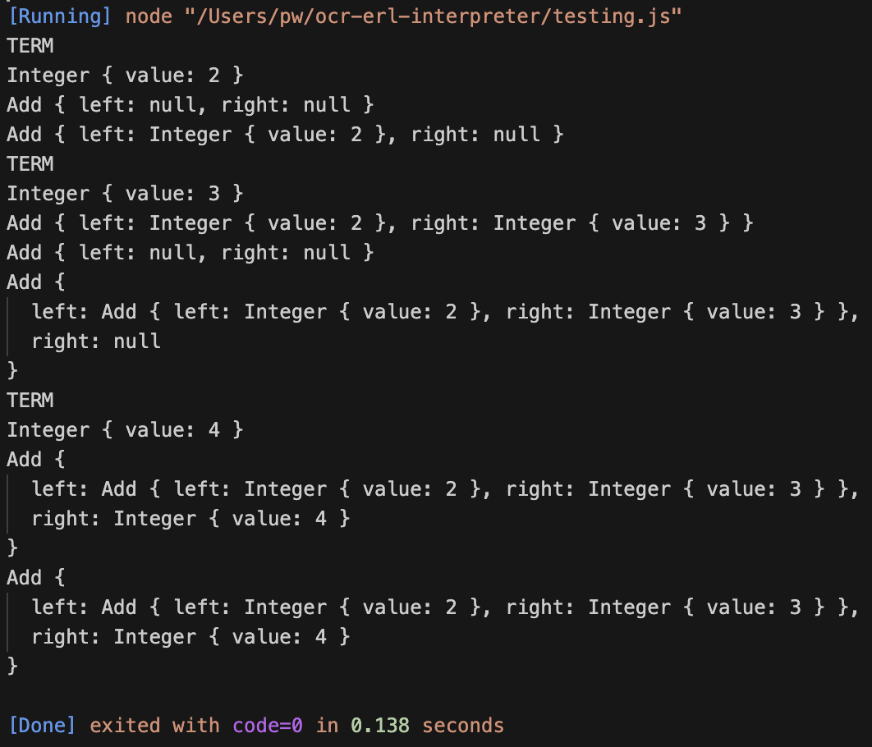 [Running] node "/Users/pw/ocr-erl-interpreter/testing.js"
TERM
Integer { value: 2 }
Add { left: null, right: null }
Add { left: Integer { value: 2 }, right: null }
TERM
Integer { value: 3 }
Add { left: Integer { value: 2 }, right: Integer { value: 3 } }
Add { left: null, right: null }
Add {
  left: Add { left: Integer { value: 2 }, right: Integer { value: 3 } },
  right: null
}
TERM
Integer { value: 4 }
Add {
  left: Add { left: Integer { value: 2 }, right: Integer { value: 3 } },
  right: Integer { value: 4 }
}
Add {
  left: Add { left: Integer { value: 2 }, right: Integer { value: 3 } },
  right: Integer { value: 4 }
}
[Done] exited with code=0 in 0.138 seconds